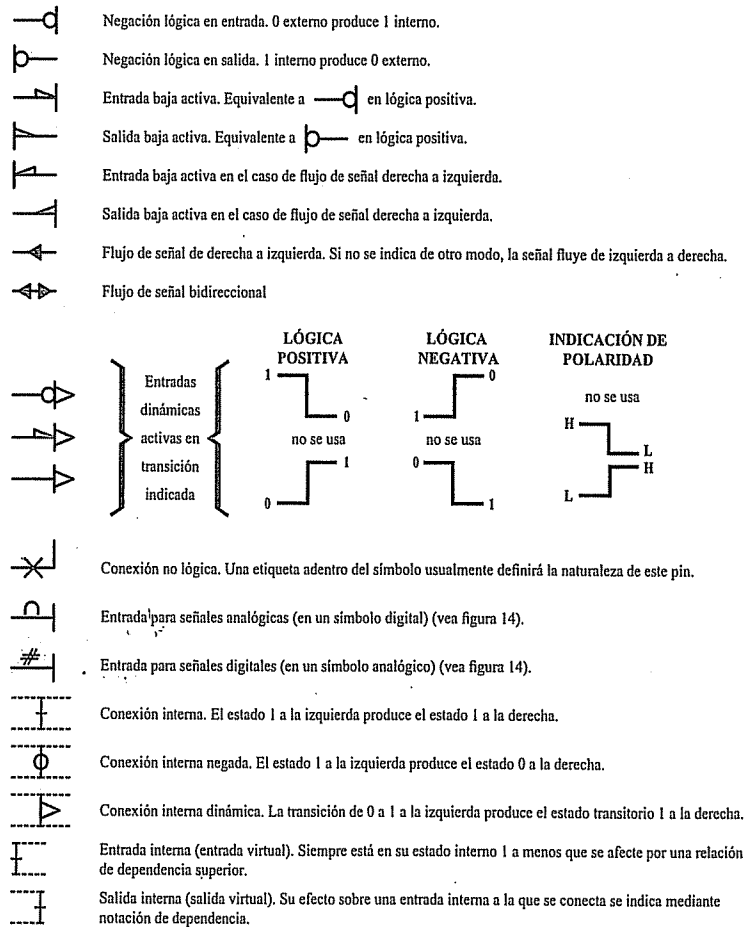 Negación lógica en entrada. 0 externo produce 1 interno.
Negación lógica en salida. 1 interno produce 0 externo.
Entrada baja activa. Equivalente a en lógica positiva.
Salida baja activa. Equivalente a en lógica positiva.
Entrada baja activa en el caso de flujo de señal derecha a izquierda.
Salida baja activa en el caso de flujo de señal derecha a izquierda.
Flujo de señal de derecha a izquierda. Si no se indica de otro modo, la señal fluye de izquierda a derecha.
Flujo de señal bidireccional
LÓGICA POSITIVA
LÓGICA NEGATIVA
INDICACIÓN DE POLARIDAD
Entradas
dinámicas
activas en
transición
indicada
1
0
no se usa
1
0
0
1
no se usa
0
1
no se usa
H
L
H
L
Conexión no lógica. Una etiqueta adentro del símbolo usualmente definirá la naturaleza de este pin.
Entrada para señales analógicas (en un símbolo digital) (vea figura 14).
#
Entrada para señales digitales (en un símbolo analógico) (vea figura 14).
Conexión interna. El estado 1 a la izquierda produce el estado 1 a la derecha.
Conexión interna negada. El estado 1 a la izquierda produce el estado 0 a la derecha.
Conexión interna dinámica. La transición de 0 a 1 a la izquierda produce el estado transitorio 1 a la derecha.
Entrada interna (entrada virtual). Siempre está en su estado interno 1 a menos que se afecte por una relación
de dependencia superior.
Salida interna (salida virtual). Su efecto sobre una entrada interna a la que se conecta se indica mediante
notación de dependencia.